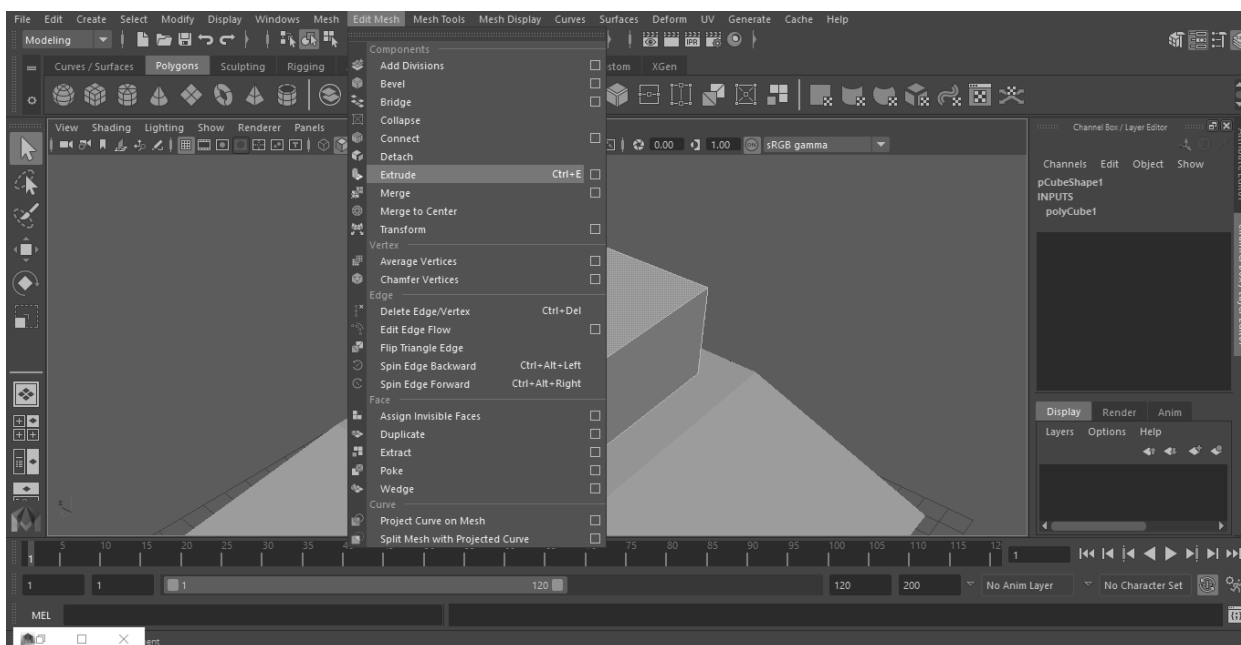 File Edit Create Select Modify Display Windows Mesh Edit Mesh Mesh Tools Mesh Display Curves Surfaces Deform UV Generate Cache Help
Modeling
Curves / Surfaces Polygons Sculpting Rigging stom XGen
View Shading Lighting Show Renderer Panels
0.00 1.00 sRGB gamma
Components
Add Divisions
Bevel
Bridge
Collapse
Connect
Detach
Extrude Ctrl+E
Merge
Merge to Center
Transform
Vertex
Average Vertices
Chamfer Vertices
Edge
Delete Edge/Vertex Ctrl+Del
Edit Edge Flow
Flip Triangle Edge
Spin Edge Backward Ctrl+Alt+Left
Spin Edge Forward Ctrl+Alt+Right
Face
Assign Invisible Faces
Duplicate
Extract
Poke
Wedge
Curve
Project Curve on Mesh
Split Mesh with Projected Curve
Channel Box / Layer Editor
Channels Edit Object Show
pCubeShape1
INPUTS
polyCube1
Display Render Anim
Layers Options Help
5 10 15 20 25 30 35 75 80 85 90 95 100 105 110 115 12
1 1
1 1 1 120 120 200 No Anim Layer No Character Set
MEL
ent